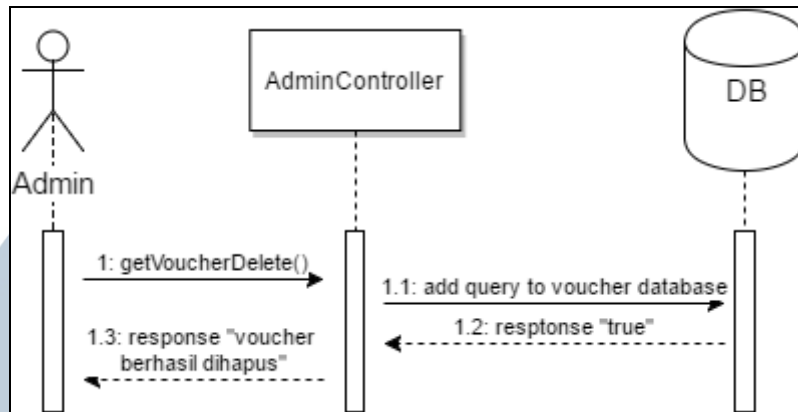 AdminController
DB
Admin
1: getVoucherDelete()
1.1: add query to voucher database
1.2: resptonse "true"
1.3: response "voucher
berhasil dihapus"